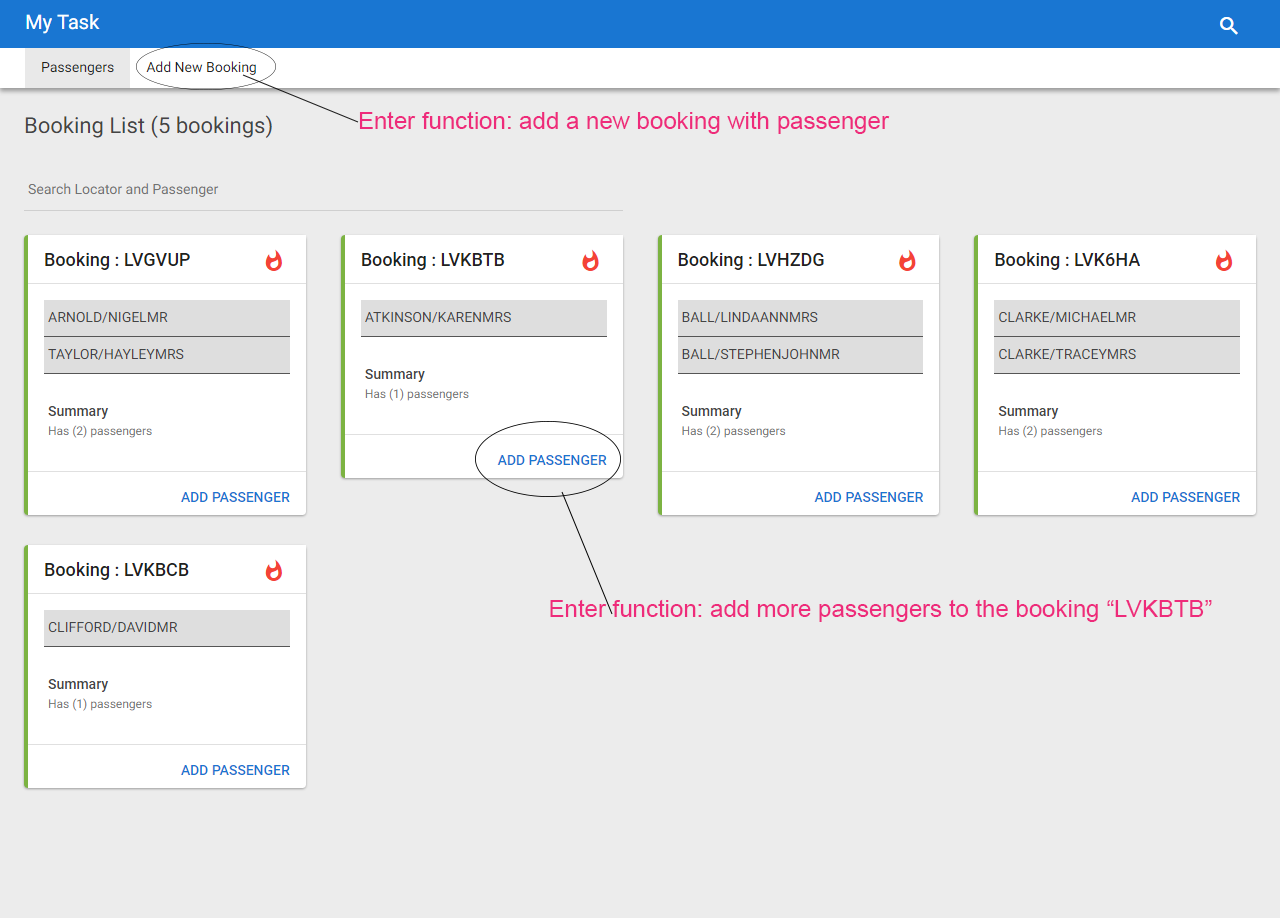 My Task
Passengers
Add New Booking
Enter function: add a new booking with passenger
Booking List (5 bookings)
Search Locator and Passenger
Booking : LVGVUP
ARNOLD/NIGELMR
TAYLOR/HAYLEYMRS
Summary
Has (2) passengers
ADD PASSENGER
Booking : LVKBTB
ATKINSON/KARENMRS
Summary
Has (1) passengers
ADD PASSENGER
Booking : LVHZDG
BALL/LINDAANNMRS
BALL/STEPHENJOHNMR
Summary
Has (2) passengers
ADD PASSENGER
Booking : LVK6HA
CLARKE/MICHAELMR
CLARKE/TRACEYMRS
Summary
Has (2) passengers
ADD PASSENGER
Enter function: add more passengers to the booking “LVKBTB”
Booking : LVKBCB
CLIFFORD/DAVIDMR
Summary
Has (1) passengers
ADD PASSENGER